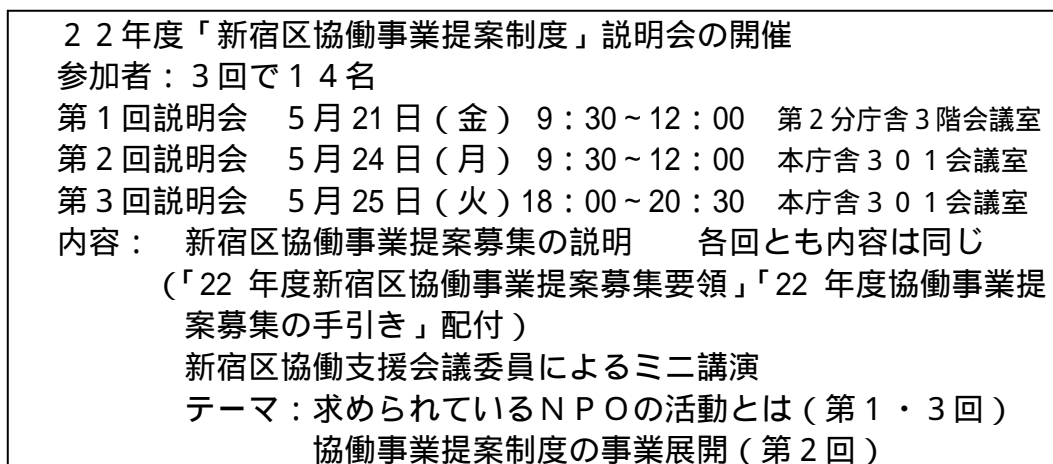 ２２年度「新宿区協働事業提案制度」説明会の開催
参加者：３回で１４名
第１回説明会　５月21日（金） 9：30～12：00　第２分庁舎３階会議室
第２回説明会　５月24日（月） 9：30～12：00　本庁舎３０１会議室
第３回説明会　５月25日（火）18：00～20：30　本庁舎３０１会議室
内容：　新宿区協働事業提案募集の説明　　各回とも内容は同じ
（「22 年度新宿区協働事業提案募集要領」「22 年度協働事業提
案募集の手引き」配付）
新宿区協働支援会議委員によるミニ講演
テーマ：求められているＮＰＯの活動とは（第１・３回）
協働事業提案制度の事業展開（第２回）